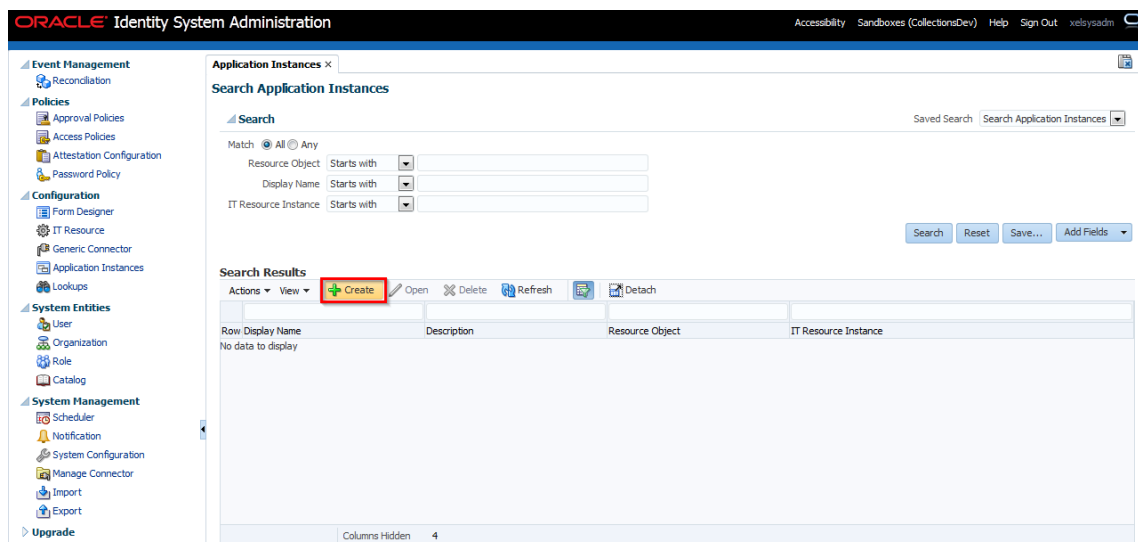 ORACLE Identity System Administration
Accessibility Sandboxes (CollectionsDev) Help Sign Out xelsysadm
Event Management
Reconciliation
Policies
Approval Policies
Access Policies
Attestation Configuration
Password Policy
Configuration
Form Designer
IT Resource
Generic Connector
Application Instances
Lookups
System Entities
User
Organization
Role
Catalog
System Management
Scheduler
Notification
System Configuration
Manage Connector
Import
Export
Upgrade
Application Instances ×
Search Application Instances
Search
Saved Search Search Application Instances
Match All Any
Resource Object Starts with
Display Name Starts with
IT Resource Instance Starts with
Search Reset Save... Add Fields
Search Results
Actions View Create Open Delete Refresh Detach
Row Display Name Description Resource Object IT Resource Instance
No data to display
Columns Hidden 4